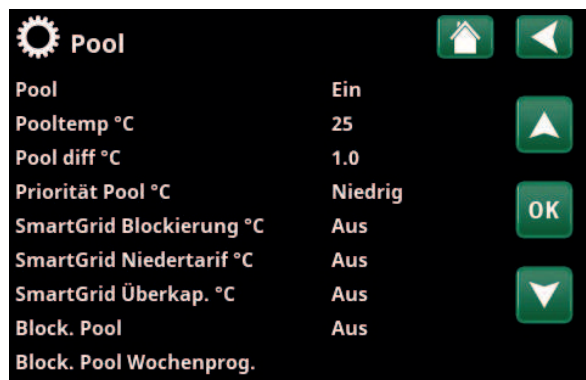 Pool
Pool Ein
Pooltemp °C 25
Pool diff °C 1.0
Priorität Pool °C Niedrig
SmartGrid Blockierung °C Aus
OK
SmartGrid Niedertarif °C Aus
SmartGrid Überkap. °C Aus
Block. Pool Aus
Block. Pool Wochenprog.